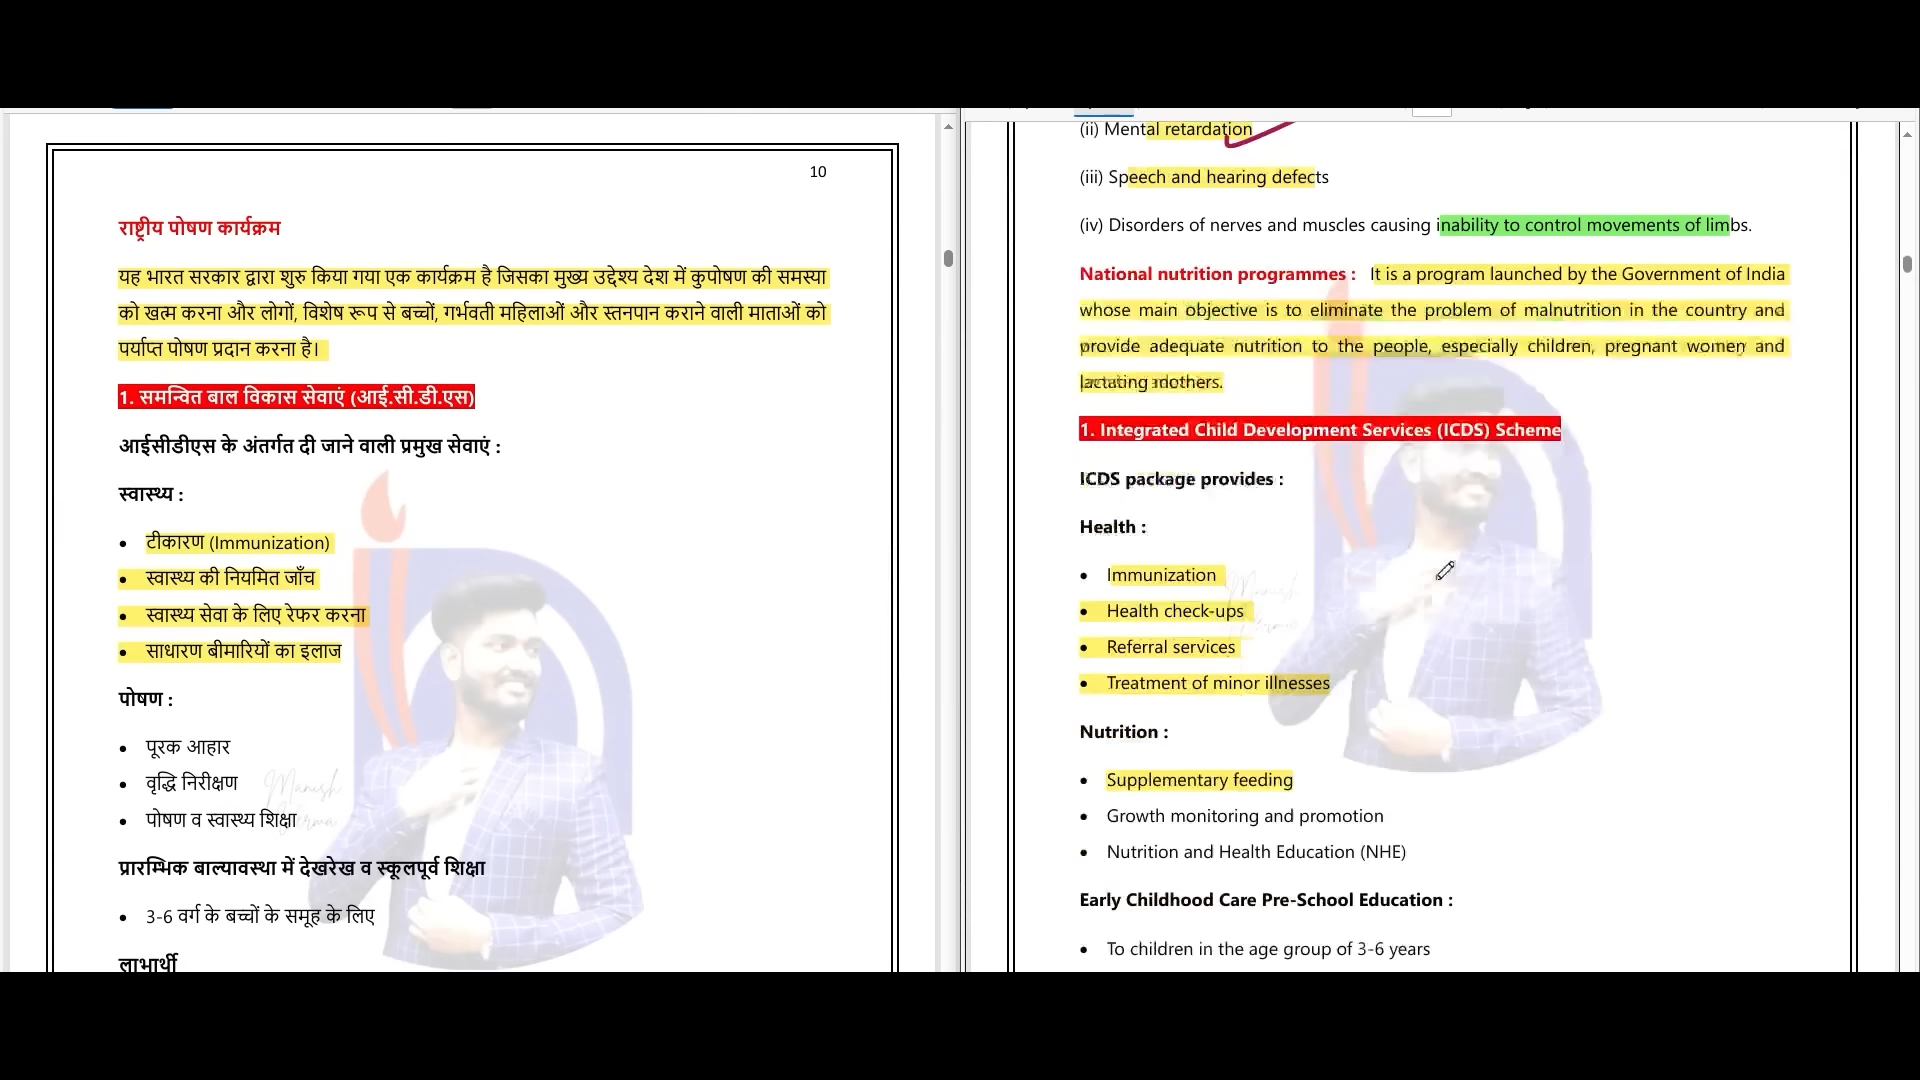 10
राष्ट्रीय पोषण कार्यक्रम
यह भारत सरकार द्वारा शुरु किया गया एक कार्यक्रम है जिसका मुख्य उद्देश्य देश में कुपोषण की समस्या
को खत्म करना और लोगों, विशेष रूप से बच्चों, गर्भवती महिलाओं और स्तनपान कराने वाली माताओं को
पर्याप्त पोषण प्रदान करना है।
1. समन्वित बाल विकास सेवाएं (आई.सी.डी.एस)
आईसीडीएस के अंतर्गत दी जाने वाली प्रमुख सेवाएं :
स्वास्थ्य :
• टीकारण (Immunization)
• स्वास्थ्य की नियमित जाँच
• स्वास्थ्य सेवा के लिए रेफर करना
• साधारण बीमारियों का इलाज
पोषण :
• पूरक आहार
• वृद्धि निरीक्षण
• पोषण व स्वास्थ्य शिक्षा
Manish
प्रारम्भिक बाल्यावस्था में देखरेख व स्कूलपूर्व शिक्षा
• 3-6 वर्ग के बच्चों के समूह के लिए
लाभार्थी
(ii) Mental retardation
(iii) Speech and hearing defects
(iv) Disorders of nerves and muscles causing inability to control movements of limbs.
National nutrition programmes : It is a program launched by the Government of India
whose main objective is to eliminate the problem of malnutrition in the country and
provide adequate nutrition to the people, especially children, pregnant women and
lactating
1. Integrated Child Development Services (ICDS) Scheme
ICDS package provides :
Health :
• Immunization
• Health check-ups
• Referral services
• Treatment of minor illnesses
Nutrition :
• Supplementary feeding
• Growth monitoring and promotion
• Nutrition and Health Education (NHE)
Early Childhood Care Pre-School Education :
• To children in the age group of 3-6 years